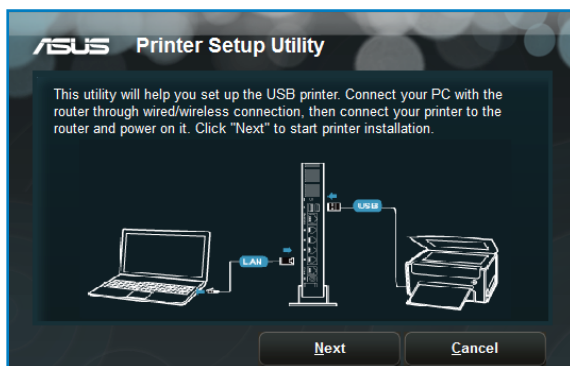 ASUS Printer Setup Utility
This utility will help you set up the USB printer. Connect your PC with the
router through wired/wireless connection, then connect your printer to the
router and power on it. Click "Next" to start printer installation.
USB
LAN
Next Cancel